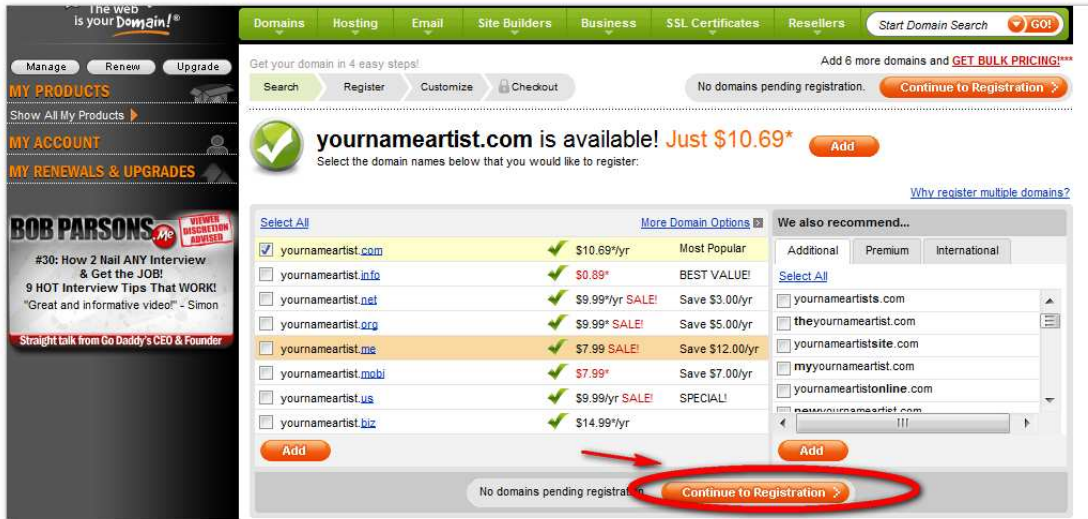 The web
is your Domain!®
Domains Hosting Email Site Builders Business SSL Certificates Resellers Start Domain Search GO!
Manage Renew Upgrade
MY PRODUCTS
Show All My Products
MY ACCOUNT
MY RENEWALS & UPGRADES
BOB PARSONS.Me VIEWER DISCRETION ADVISED
#30: How 2 Nail ANY Interview
& Get the JOB!
9 HOT Interview Tips That WORK!
"Great and informative video!" - Simon
Straight talk from Go Daddy's CEO & Founder
Get your domain in 4 easy steps!
Add 6 more domains and GET BULK PRICING!***
Search Register Customize Checkout
No domains pending registration. Continue to Registration
yournameartist.com is available! Just $10.69* Add
Select the domain names below that you would like to register:
Why register multiple domains?
Select All More Domain Options
yournameartist.com $10.69*/yr Most Popular
yournameartist.info $0.89* BEST VALUE!
yournameartist.net $9.99*/yr SALE! Save $3.00/yr
yournameartist.org $9.99* SALE! Save $5.00/yr
yournameartist.me $7.99 SALE! Save $12.00/yr
yournameartist.mobi $7.99* Save $7.00/yr
yournameartist.us $9.99/yr SALE! SPECIAL!
yournameartist.biz $14.99*/yr
Add
We also recommend...
Additional Premium International
Select All
yournameartists.com
theyournameartist.com
yournameartistsite.com
myyournameartist.com
yournameartistonline.com
newyournameartist.com
Add
No domains pending registration. Continue to Registration